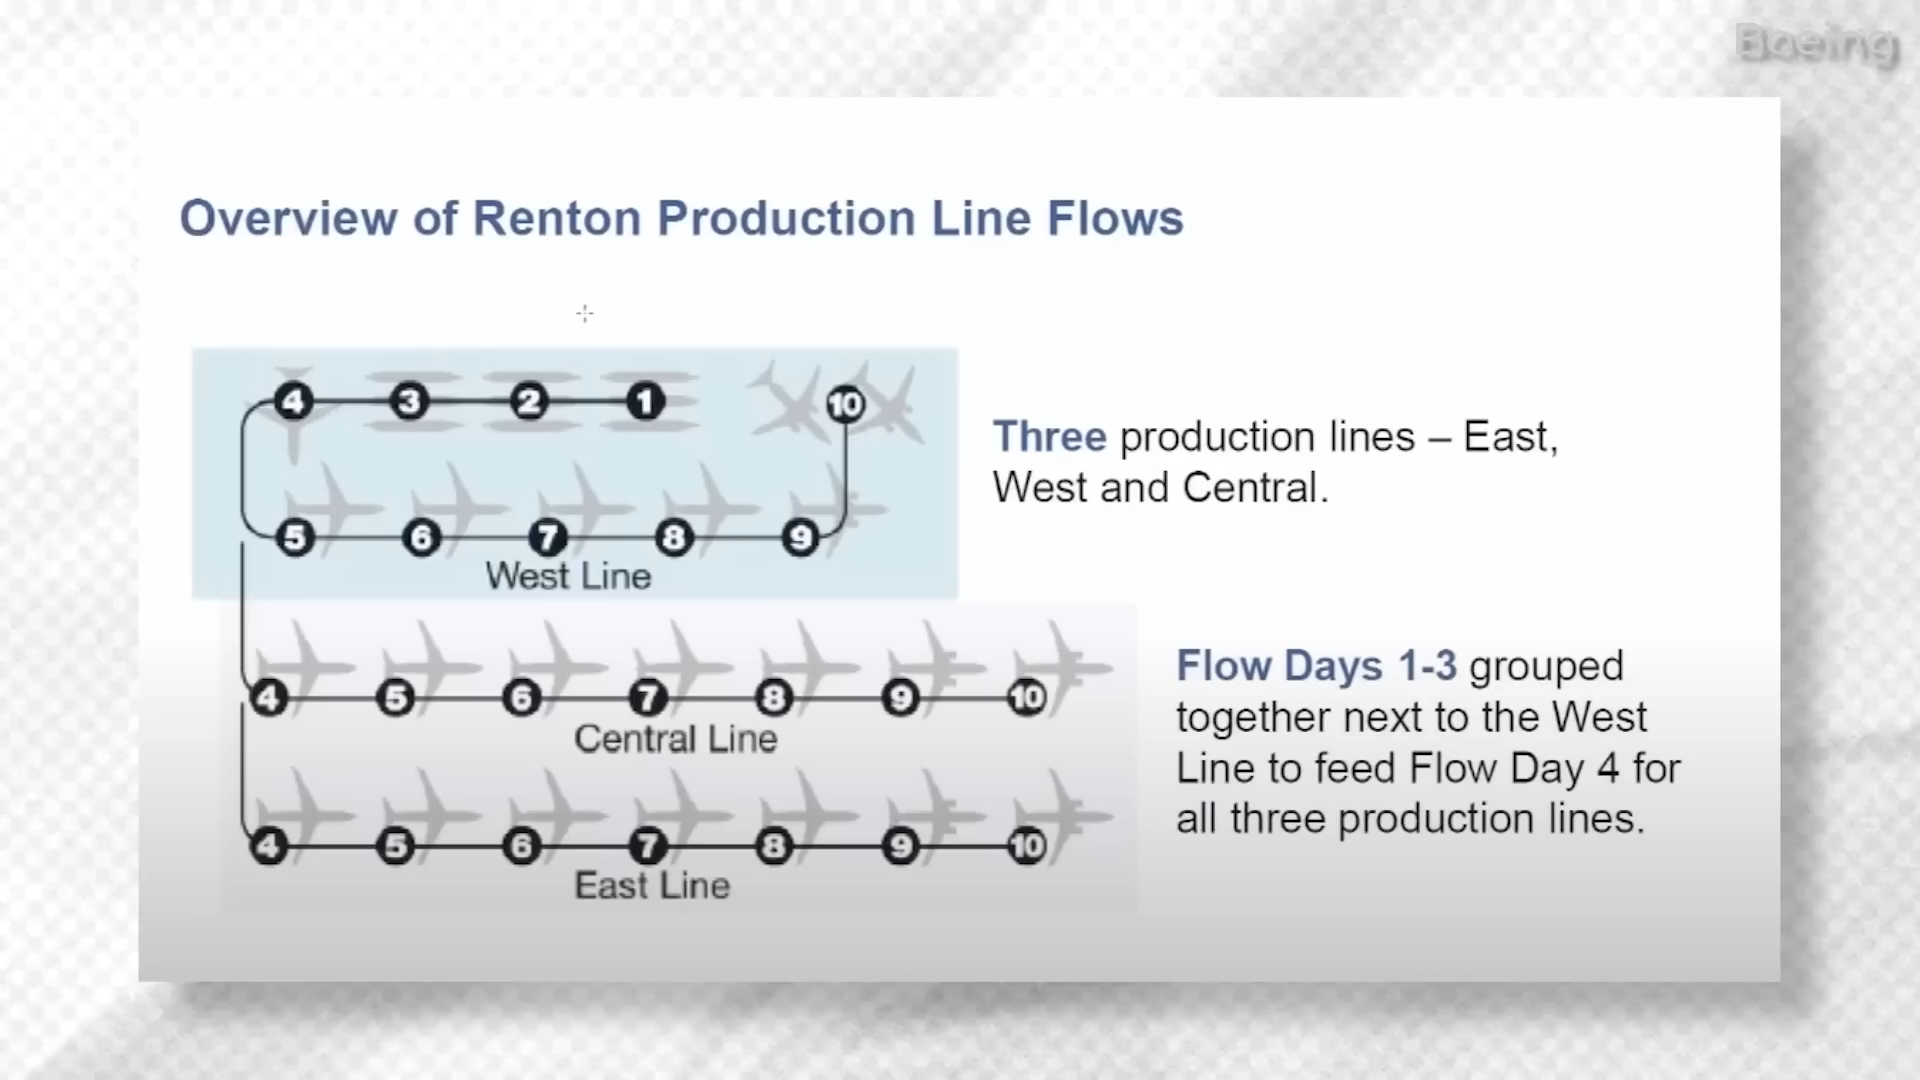 Boeing
Overview of Renton Production Line Flows
4 3 2 1 10
5 6 7 8 9
West Line
Three production lines – East,
West and Central.
4 5 6 7 8 9 10
Central Line
Flow Days 1-3 grouped
together next to the West
Line to feed Flow Day 4 for
all three production lines.
4 5 6 7 8 9 10
East Line